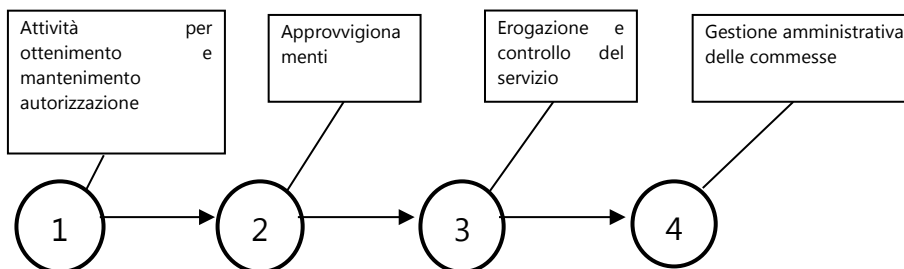 Attività per
ottenimento e
mantenimento
autorizzazione
Approvvigiona
menti
Erogazione e
controllo del
servizio
Gestione amministrativa
delle commesse
1
2
3
4